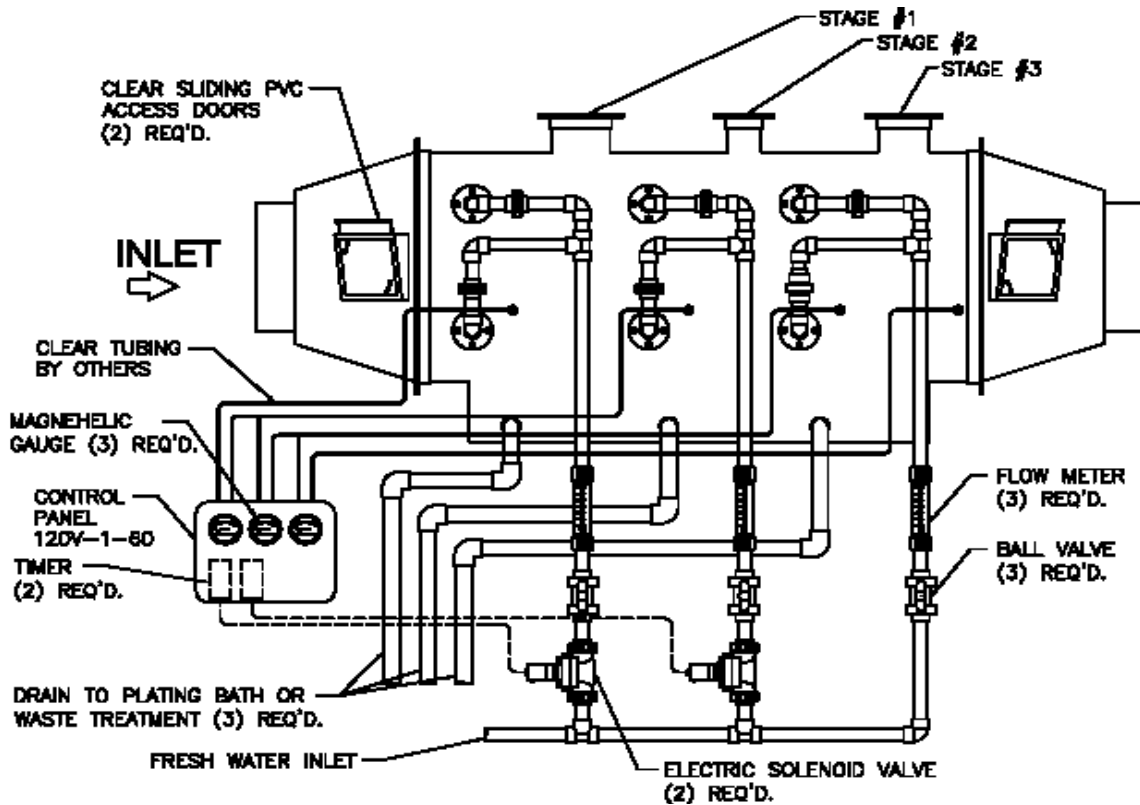 STAGE #1
STAGE #2
STAGE #3
CLEAR SLIDING PVC
ACCESS DOORS
(2) REQ'D.
INLET
CLEAR TUBING
BY OTHERS
MAGNEHELIC
GAUGE (3) REQ'D.
CONTROL
PANEL
120V-1-60
TIMER
(2) REQ'D.
FLOW METER
(3) REQ'D.
BALL VALVE
(3) REQ'D.
DRAIN TO PLATING BATH OR
WASTE TREATMENT (3) REQ'D.
FRESH WATER INLET
ELECTRIC SOLENOID VALVE
(2) REQ'D.